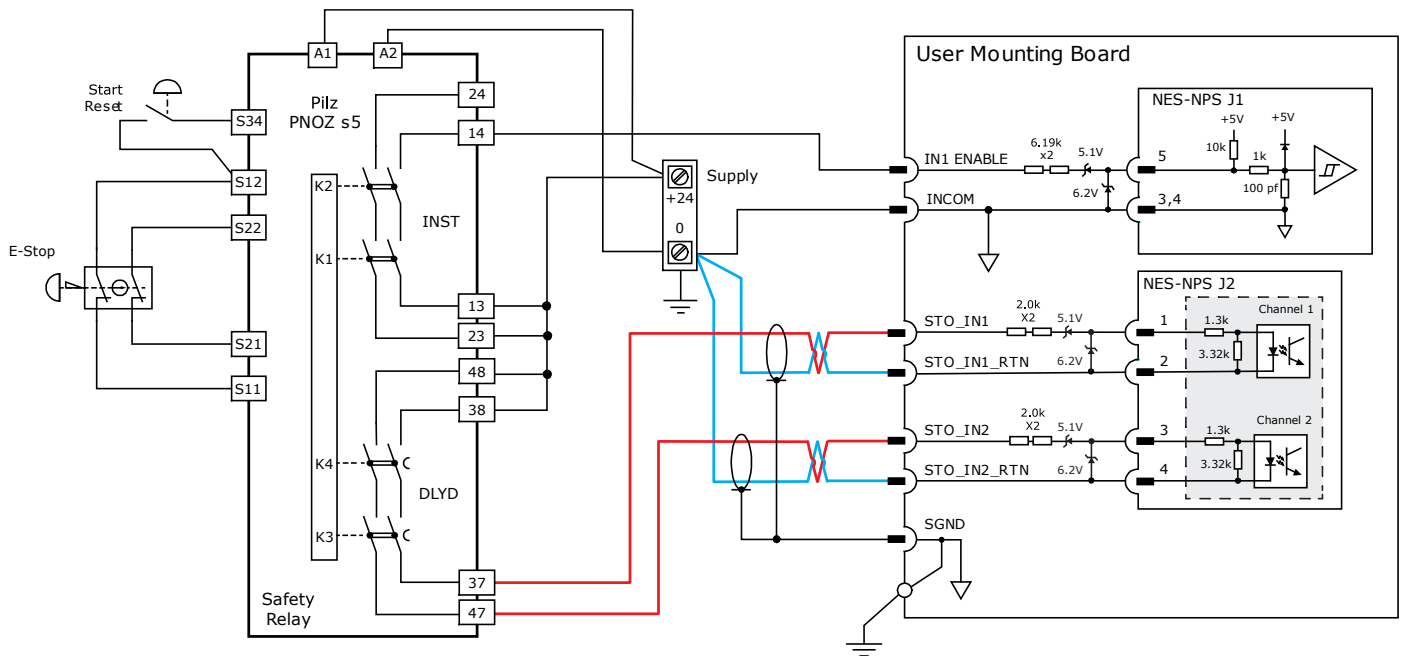 A1
A2
User Mounting Board
Start
Reset
S34
Pilz
PNOZ s5
24
14
NES-NPS J1
+5V
+5V
10k
1k
100 pf
IN1 ENABLE
6.19k
x2
5.1V
6.2V
5
INCOM
3,4
S12
K2
Supply
+24
0
S22
INST
E-Stop
K1
NES-NPS J2
13
23
STO_IN1
2.0k
X2
5.1V
6.2V
1
1.3k
3.32k
Channel 1
STO_IN1_RTN
2
S21
S11
48
38
STO_IN2
2.0k
X2
5.1V
6.2V
3
1.3k
3.32k
Channel 2
STO_IN2_RTN
4
K4
DLYD
K3
SGND
37
47
Safety
Relay